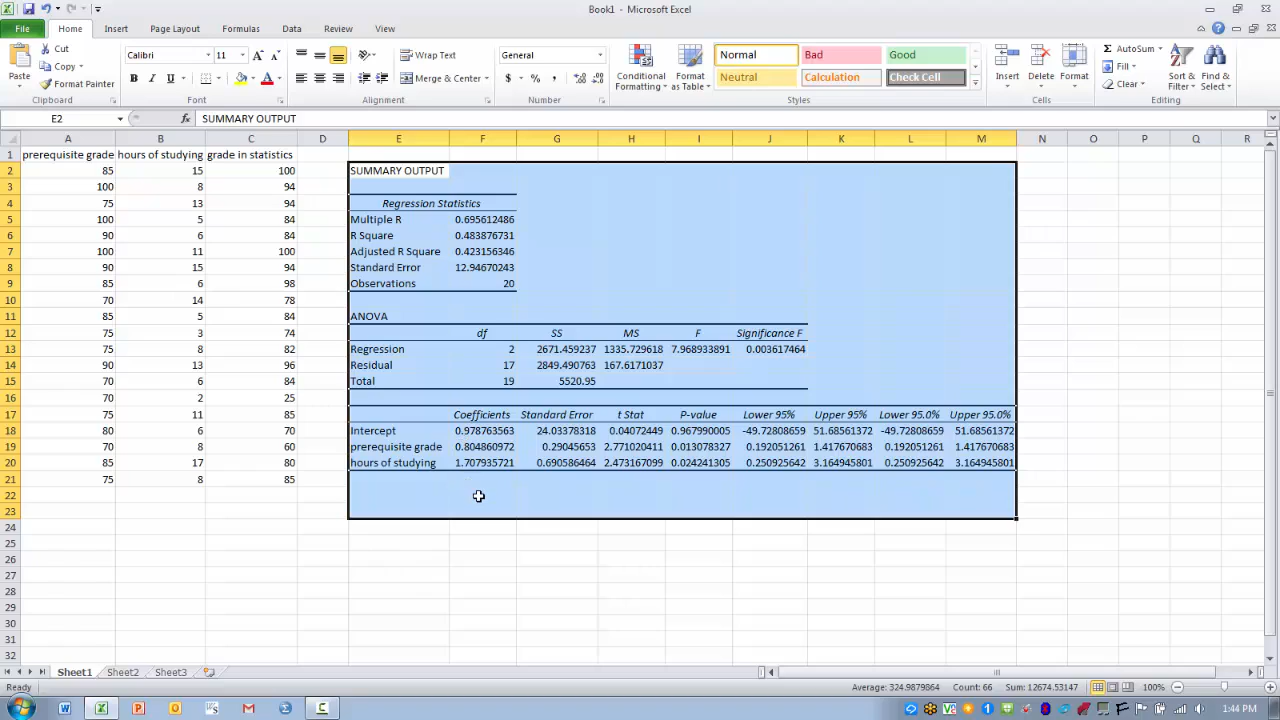 Book1 - Microsoft Excel
File Home Insert Page Layout Formulas Data Review View
Paste Cut Copy Format Painter Calibri 11 Wrap Text Merge & Center General Conditional Formatting Format as Table Normal Bad Good Neutral Calculation Check Cell Insert Delete Format AutoSum Fill Clear Sort & Filter Find & Select
Clipboard Font Alignment Number Styles Cells Editing
E2 fx SUMMARY OUTPUT
A B C D E F G H I J K L M N O P Q R
1 prerequisite grade hours of studying grade in statistics
2 85 15 100 SUMMARY OUTPUT
3 100 8 94
4 75 13 94 Regression Statistics
5 100 5 84 Multiple R 0.695612486
6 90 6 84 R Square 0.483876731
7 100 11 100 Adjusted R Square 0.423156346
8 90 15 94 Standard Error 12.94670243
9 85 6 98 Observations 20
10 70 14 78
11 85 5 84 ANOVA
12 75 3 74 df SS MS F Significance F
13 75 8 82 Regression 2 2671.459237 1335.729618 7.968933891 0.003617464
14 90 13 96 Residual 17 2849.490763 167.6171037
15 70 6 84 Total 19 5520.95
16 70 2 25
17 75 11 85 Coefficients Standard Error t Stat P-value Lower 95% Upper 95% Lower 95.0% Upper 95.0%
18 80 6 70 Intercept 0.978763563 24.03378318 0.04072449 0.967990005 -49.72808659 51.68561372 -49.72808659 51.68561372
19 70 8 60 prerequisite grade 0.804860972 0.29045653 2.771020411 0.013078327 0.192051261 1.417670683 0.192051261 1.417670683
20 85 17 80 hours of studying 1.707935721 0.690586464 2.473167099 0.024241305 0.250925642 3.164945801 0.250925642 3.164945801
21 75 8 85
22
23
24
25
26
27
28
29
30
31
32
Sheet1 Sheet2 Sheet3
Ready Average: 324.9879864 Count: 66 Sum: 12674.53147 100%
1:44 PM